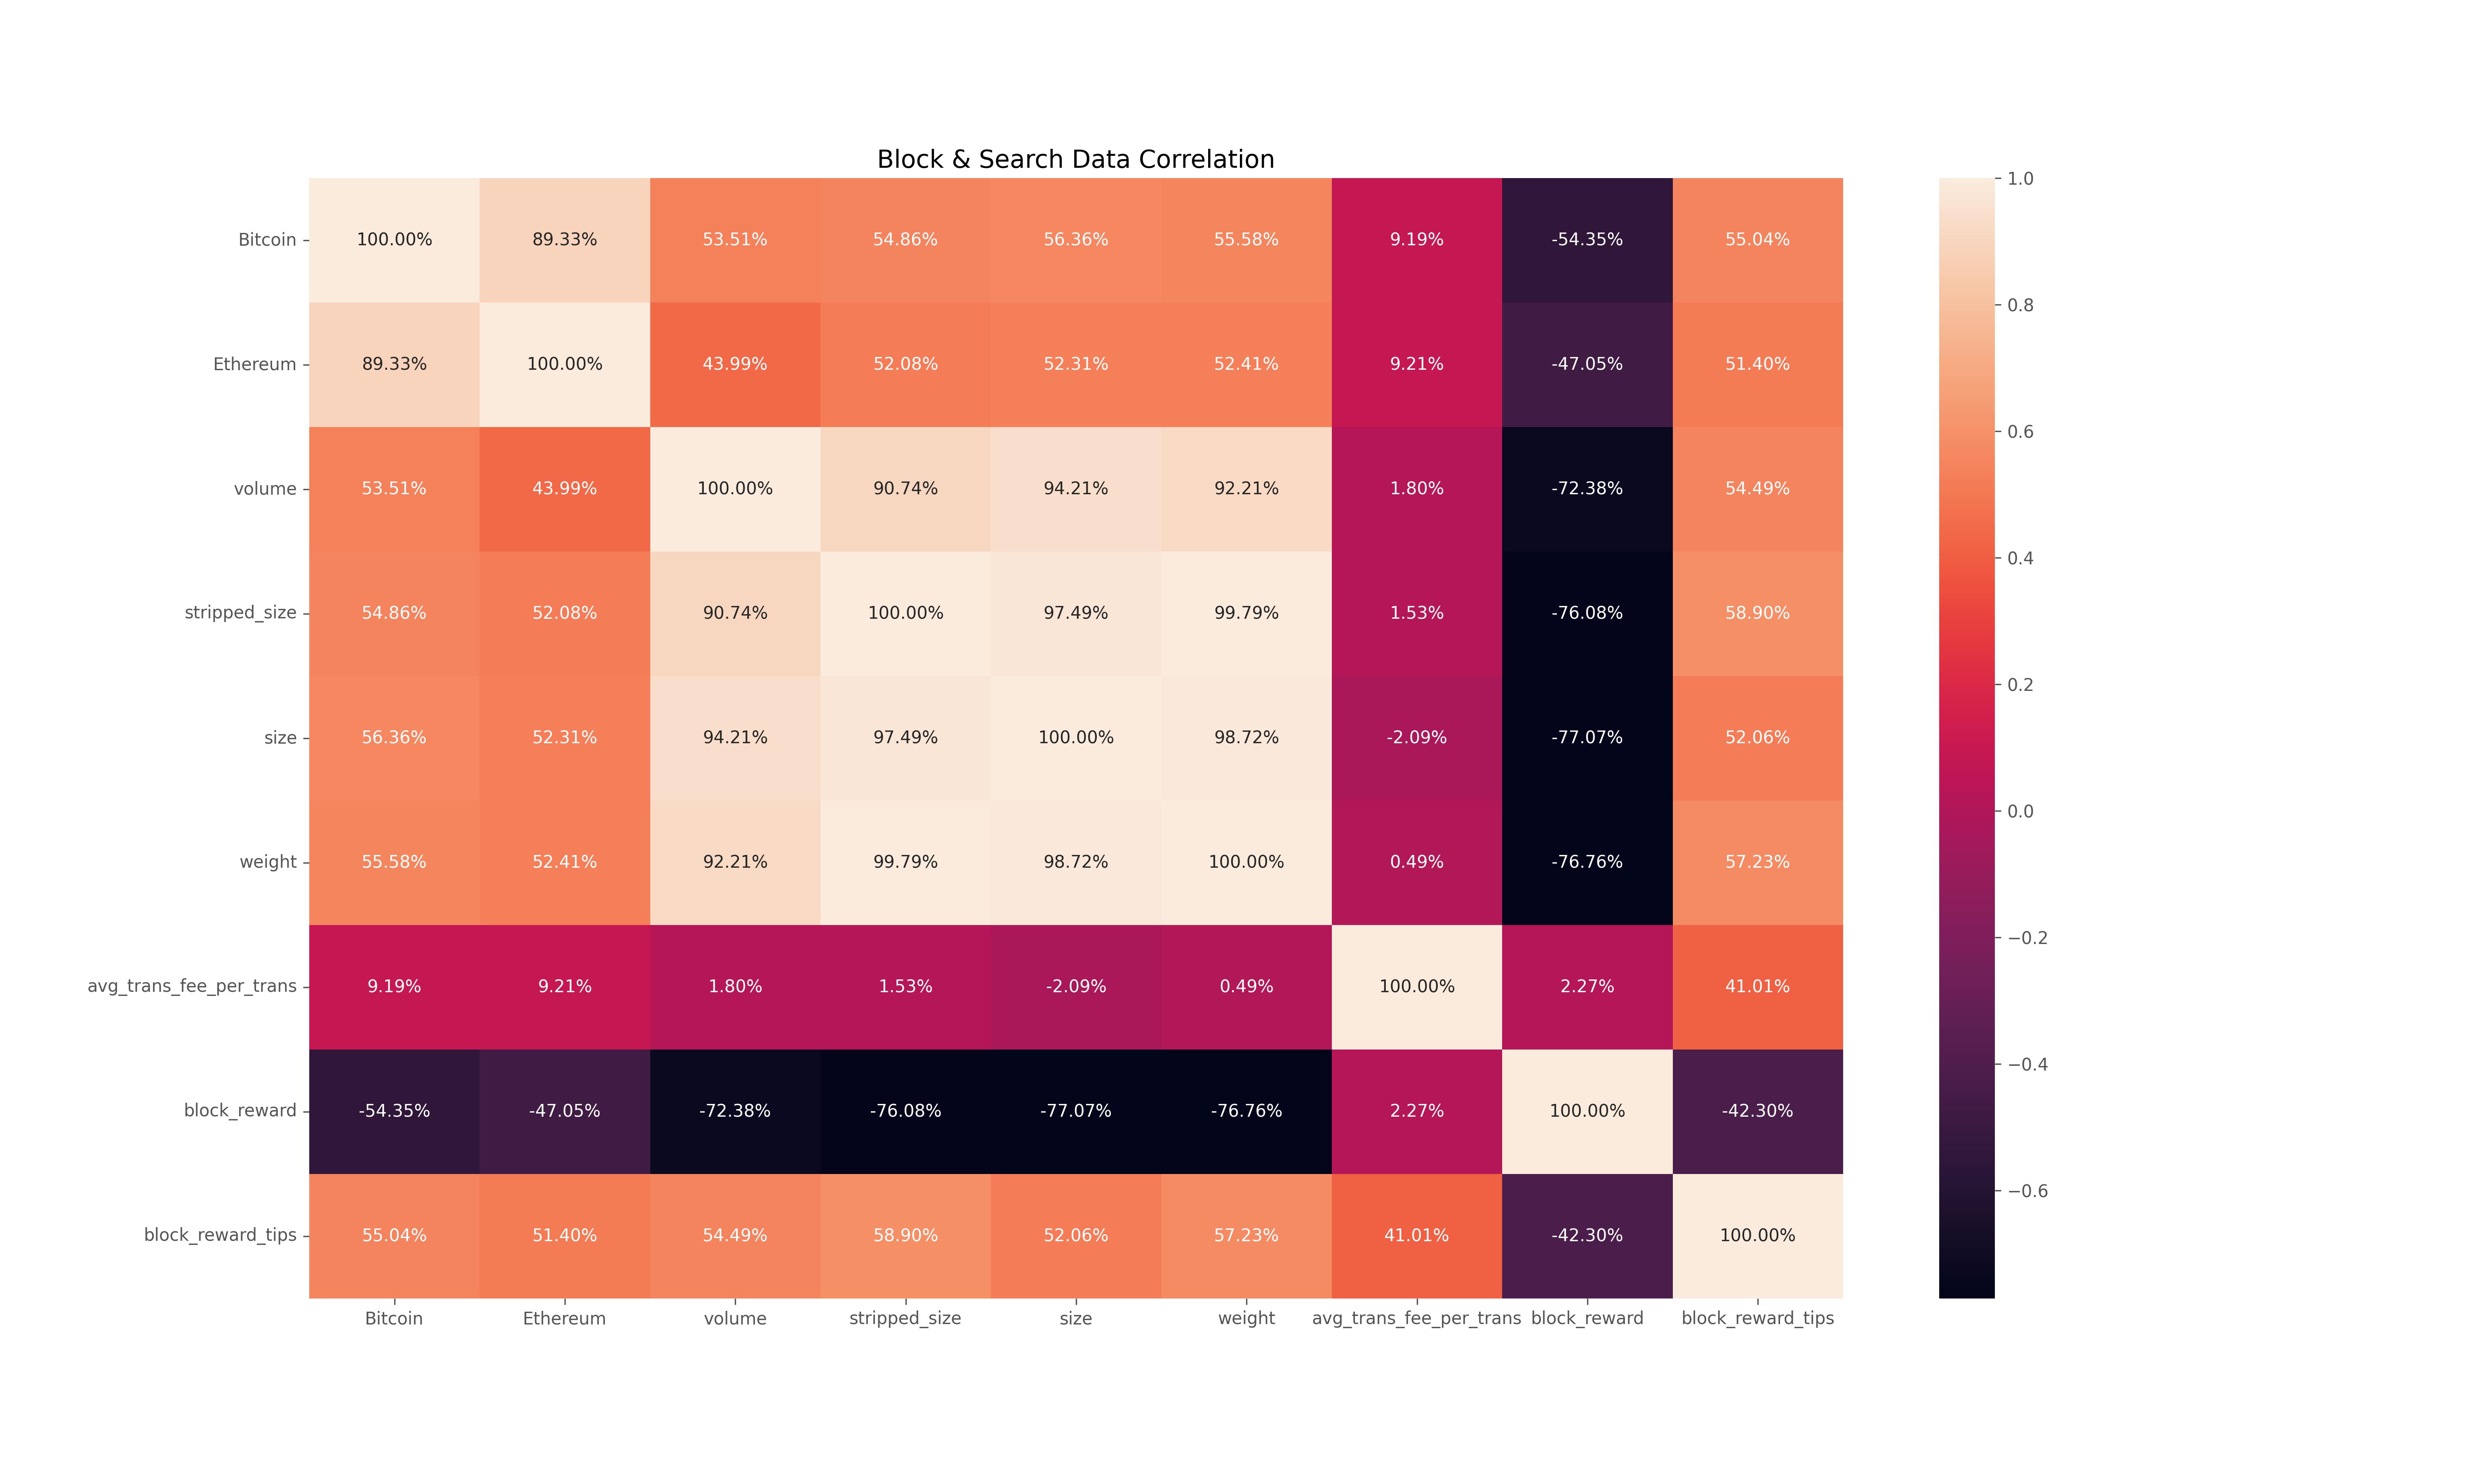 Block & Search Data Correlation
Bitcoin 100.00% 89.33% 53.51% 54.86% 56.36% 55.58% 9.19% -54.35% 55.04%
Ethereum 89.33% 100.00% 43.99% 52.08% 52.31% 52.41% 9.21% -47.05% 51.40%
volume 53.51% 43.99% 100.00% 90.74% 94.21% 92.21% 1.80% -72.38% 54.49%
stripped_size 54.86% 52.08% 90.74% 100.00% 97.49% 99.79% 1.53% -76.08% 58.90%
size 56.36% 52.31% 94.21% 97.49% 100.00% 98.72% -2.09% -77.07% 52.06%
weight 55.58% 52.41% 92.21% 99.79% 98.72% 100.00% 0.49% -76.76% 57.23%
avg_trans_fee_per_trans 9.19% 9.21% 1.80% 1.53% -2.09% 0.49% 100.00% 2.27% 41.01%
block_reward -54.35% -47.05% -72.38% -76.08% -77.07% -76.76% 2.27% 100.00% -42.30%
block_reward_tips 55.04% 51.40% 54.49% 58.90% 52.06% 57.23% 41.01% -42.30% 100.00%
Bitcoin Ethereum volume stripped_size size weight avg_trans_fee_per_trans block_reward block_reward_tips
1.0
0.8
0.6
0.4
0.2
0.0
−0.2
−0.4
−0.6